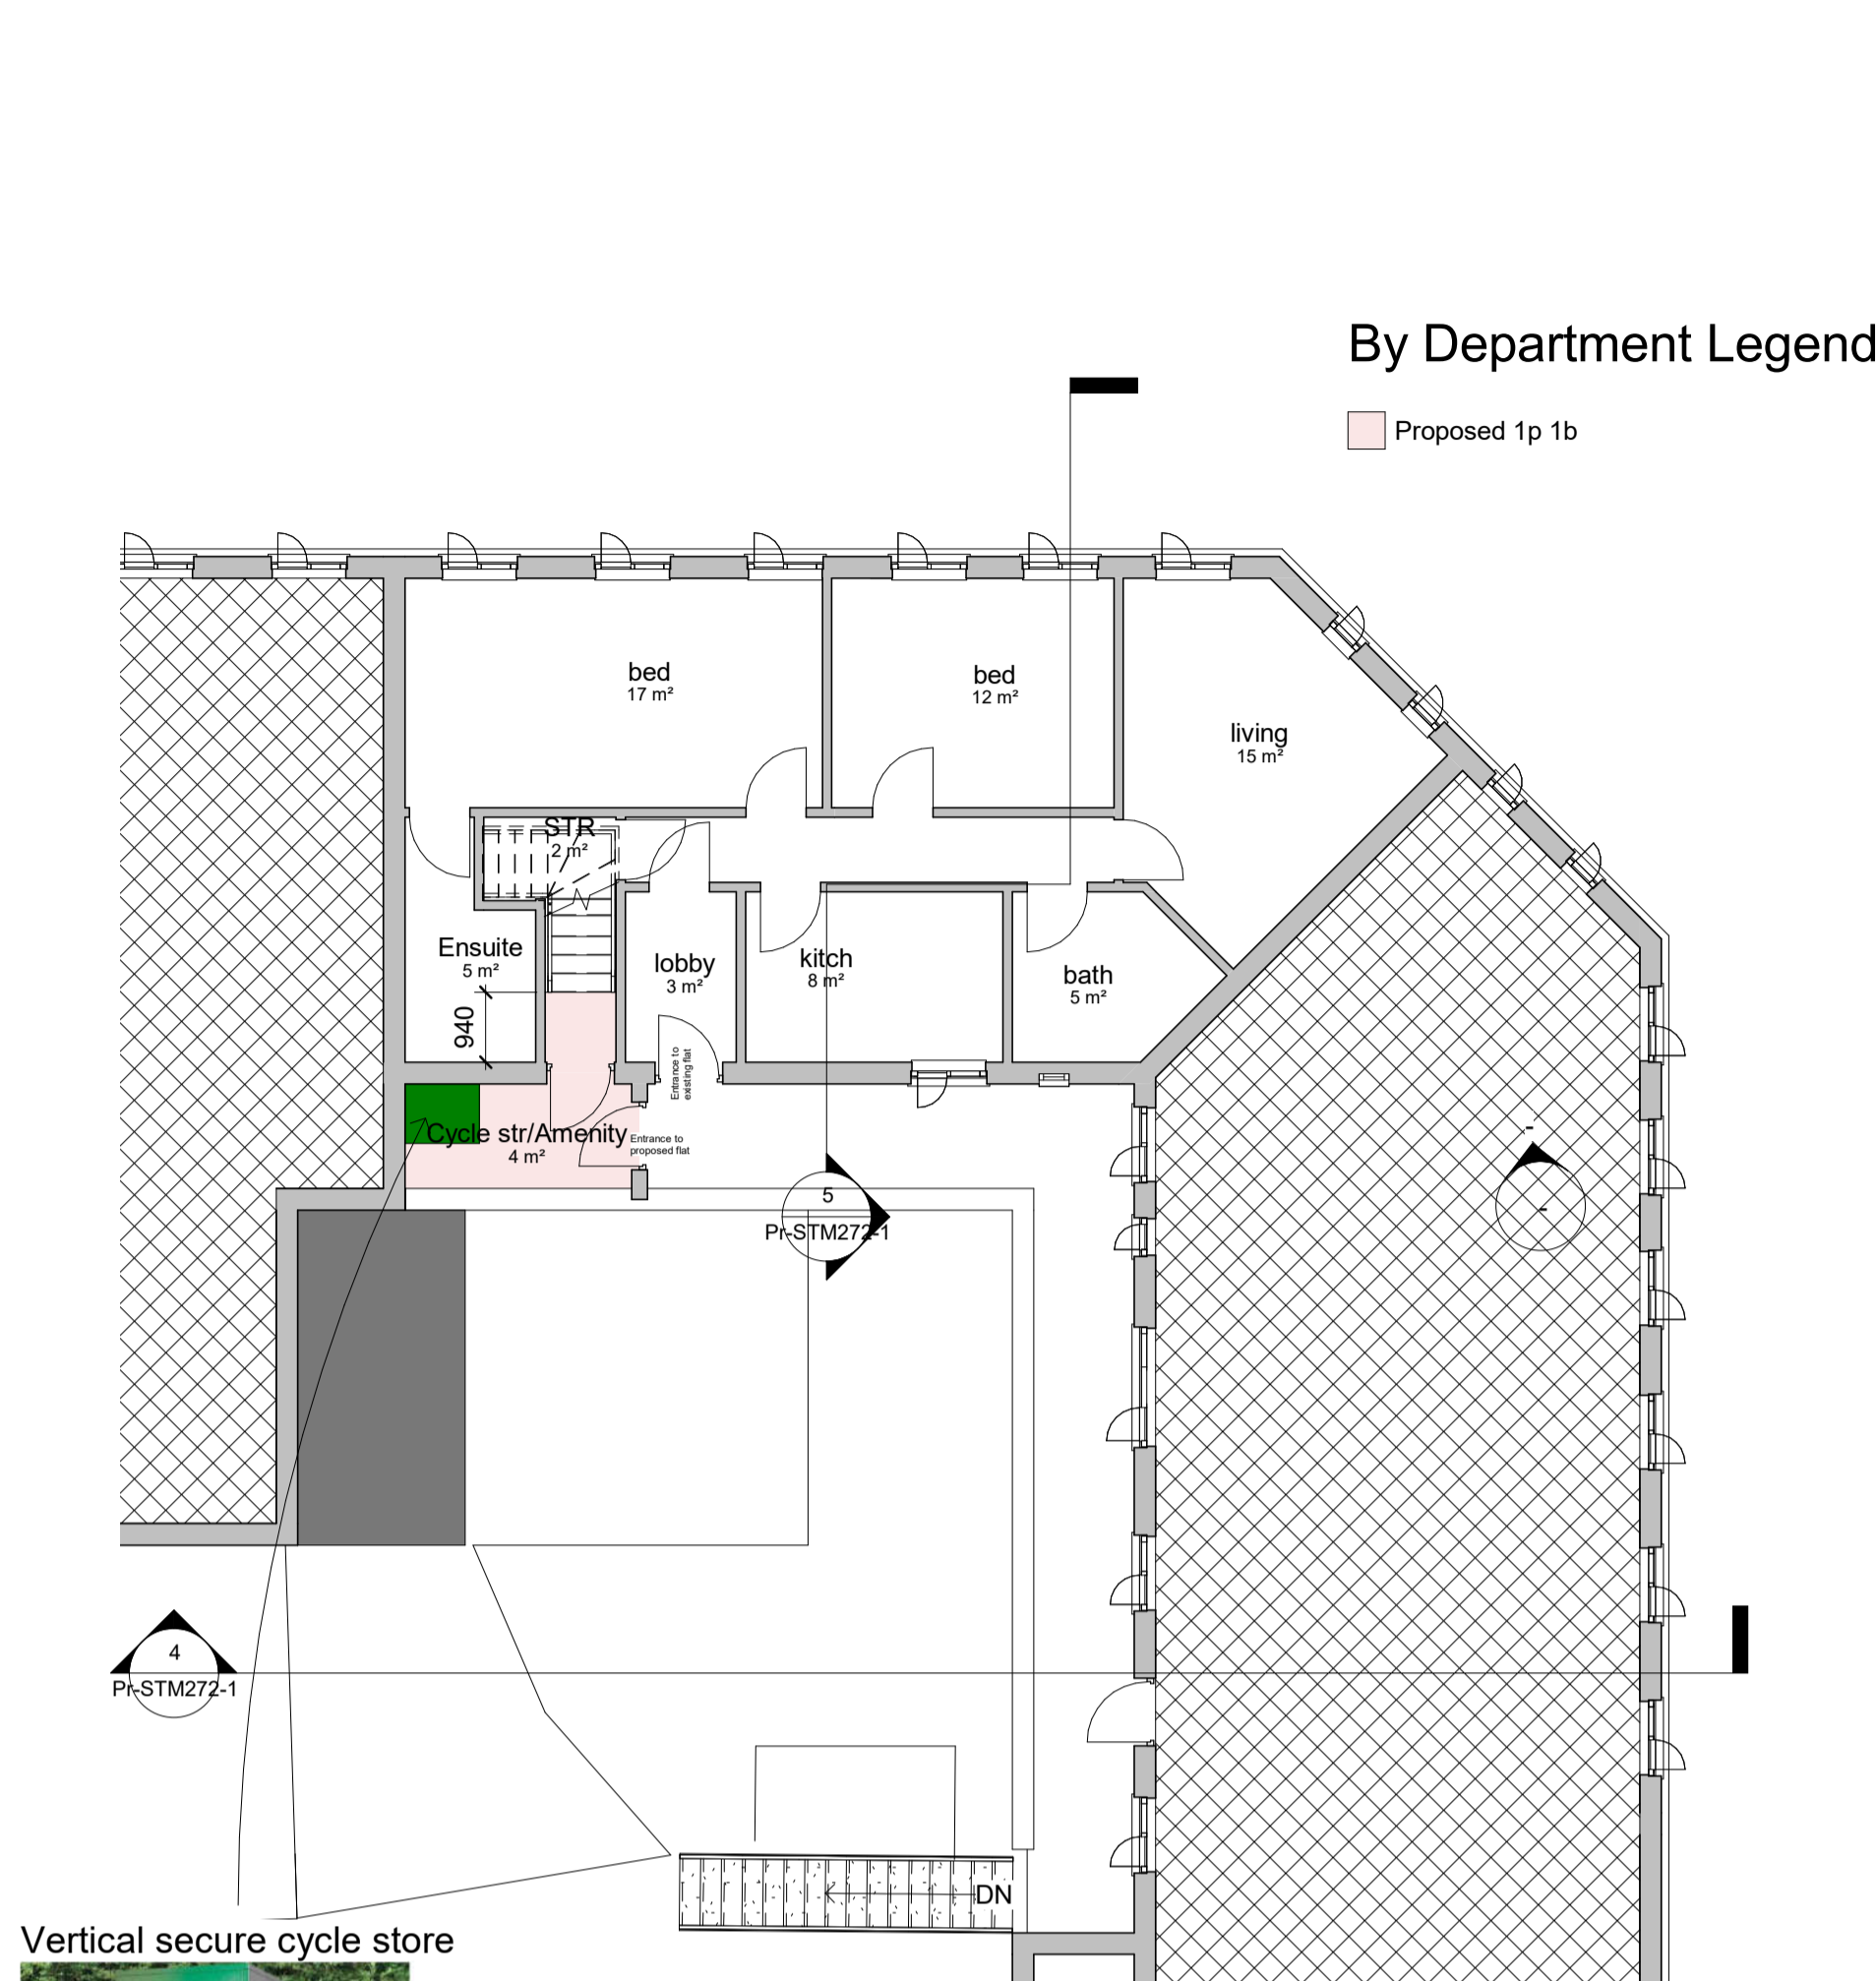 By Department Legend
Proposed 1p 1b
bed
17 m²
bed
12 m²
living
15 m²
STR
2 m²
Ensuite
5 m²
940
lobby
3 m²
kitch
8 m²
bath
5 m²
Entrance to
existing flat
Cycle str/Amenity
4 m²
Entrance to
proposed flat
5
Pr-STM272-1
-
-
4
Pr-STM272-1
DN
Vertical secure cycle store